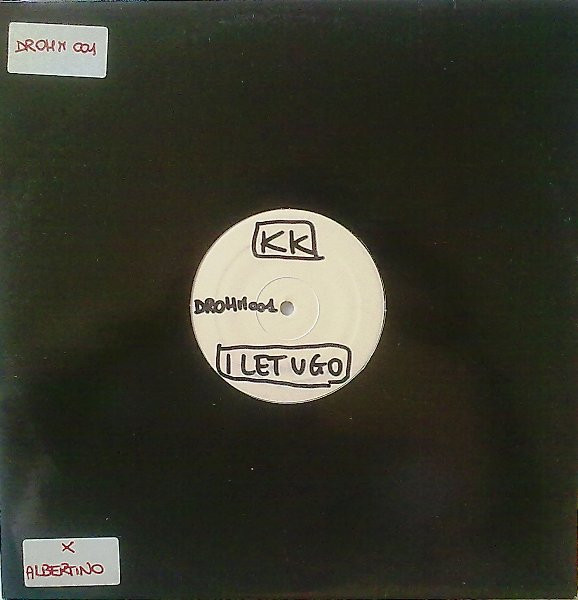 DROHM 001
KK
DROHM001
I LET U GO
X
ALBERTINO